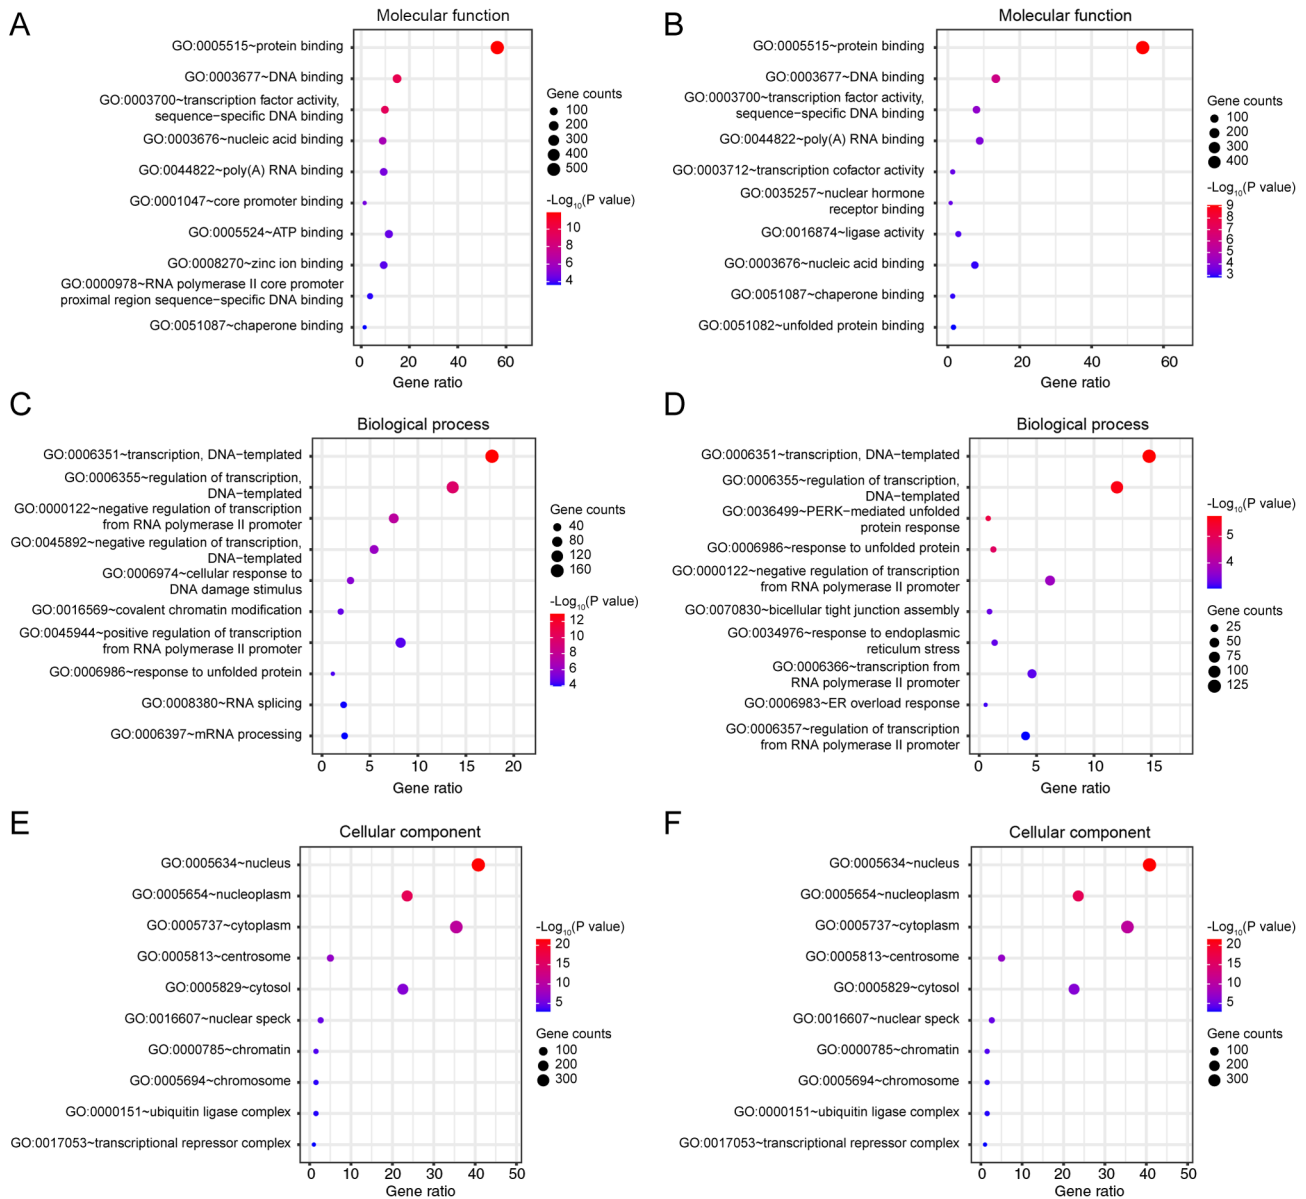 A
Molecular function
GO:0005515~protein binding
GO:0003677~DNA binding
GO:0003700~transcription factor activity,
sequence−specific DNA binding
GO:0003676~nucleic acid binding
GO:0044822~poly(A) RNA binding
GO:0001047~core promoter binding
GO:0005524~ATP binding
GO:0008270~zinc ion binding
GO:0000978~RNA polymerase II core promoter
proximal region sequence−specific DNA binding
GO:0051087~chaperone binding
0 20 40 60
Gene ratio
Gene counts
100
200
300
400
500
-Log10(P value)
10
8
6
4
B
Molecular function
GO:0005515~protein binding
GO:0003677~DNA binding
GO:0003700~transcription factor activity,
sequence−specific DNA binding
GO:0044822~poly(A) RNA binding
GO:0003712~transcription cofactor activity
GO:0035257~nuclear hormone
receptor binding
GO:0016874~ligase activity
GO:0003676~nucleic acid binding
GO:0051087~chaperone binding
GO:0051082~unfolded protein binding
0 20 40 60
Gene ratio
Gene counts
100
200
300
400
-Log10(P value)
9
8
7
6
5
4
3
C
Biological process
GO:0006351~transcription, DNA−templated
GO:0006355~regulation of transcription,
DNA−templated
GO:0000122~negative regulation of transcription
from RNA polymerase II promoter
GO:0045892~negative regulation of transcription,
DNA−templated
GO:0006974~cellular response to
DNA damage stimulus
GO:0016569~covalent chromatin modification
GO:0045944~positive regulation of transcription
from RNA polymerase II promoter
GO:0006986~response to unfolded protein
GO:0008380~RNA splicing
GO:0006397~mRNA processing
0 5 10 15 20
Gene ratio
Gene counts
40
80
120
160
-Log10(P value)
12
10
8
6
4
D
Biological process
GO:0006351~transcription, DNA−templated
GO:0006355~regulation of transcription,
DNA−templated
GO:0036499~PERK−mediated unfolded
protein response
GO:0006986~response to unfolded protein
GO:0000122~negative regulation of transcription
from RNA polymerase II promoter
GO:0070830~bicellular tight junction assembly
GO:0034976~response to endoplasmic
reticulum stress
GO:0006366~transcription from
RNA polymerase II promoter
GO:0006983~ER overload response
GO:0006357~regulation of transcription
from RNA polymerase II promoter
0 5 10 15
Gene ratio
-Log10(P value)
5
4
Gene counts
25
50
75
100
125
E
Cellular component
GO:0005634~nucleus
GO:0005654~nucleoplasm
GO:0005737~cytoplasm
GO:0005813~centrosome
GO:0005829~cytosol
GO:0016607~nuclear speck
GO:0000785~chromatin
GO:0005694~chromosome
GO:0000151~ubiquitin ligase complex
GO:0017053~transcriptional repressor complex
0 10 20 30 40 50
Gene ratio
-Log10(P value)
20
15
10
5
Gene counts
100
200
300
F
Cellular component
GO:0005634~nucleus
GO:0005654~nucleoplasm
GO:0005737~cytoplasm
GO:0005813~centrosome
GO:0005829~cytosol
GO:0016607~nuclear speck
GO:0000785~chromatin
GO:0005694~chromosome
GO:0000151~ubiquitin ligase complex
GO:0017053~transcriptional repressor complex
0 10 20 30 40 50
Gene ratio
-Log10(P value)
20
15
10
5
Gene counts
100
200
300